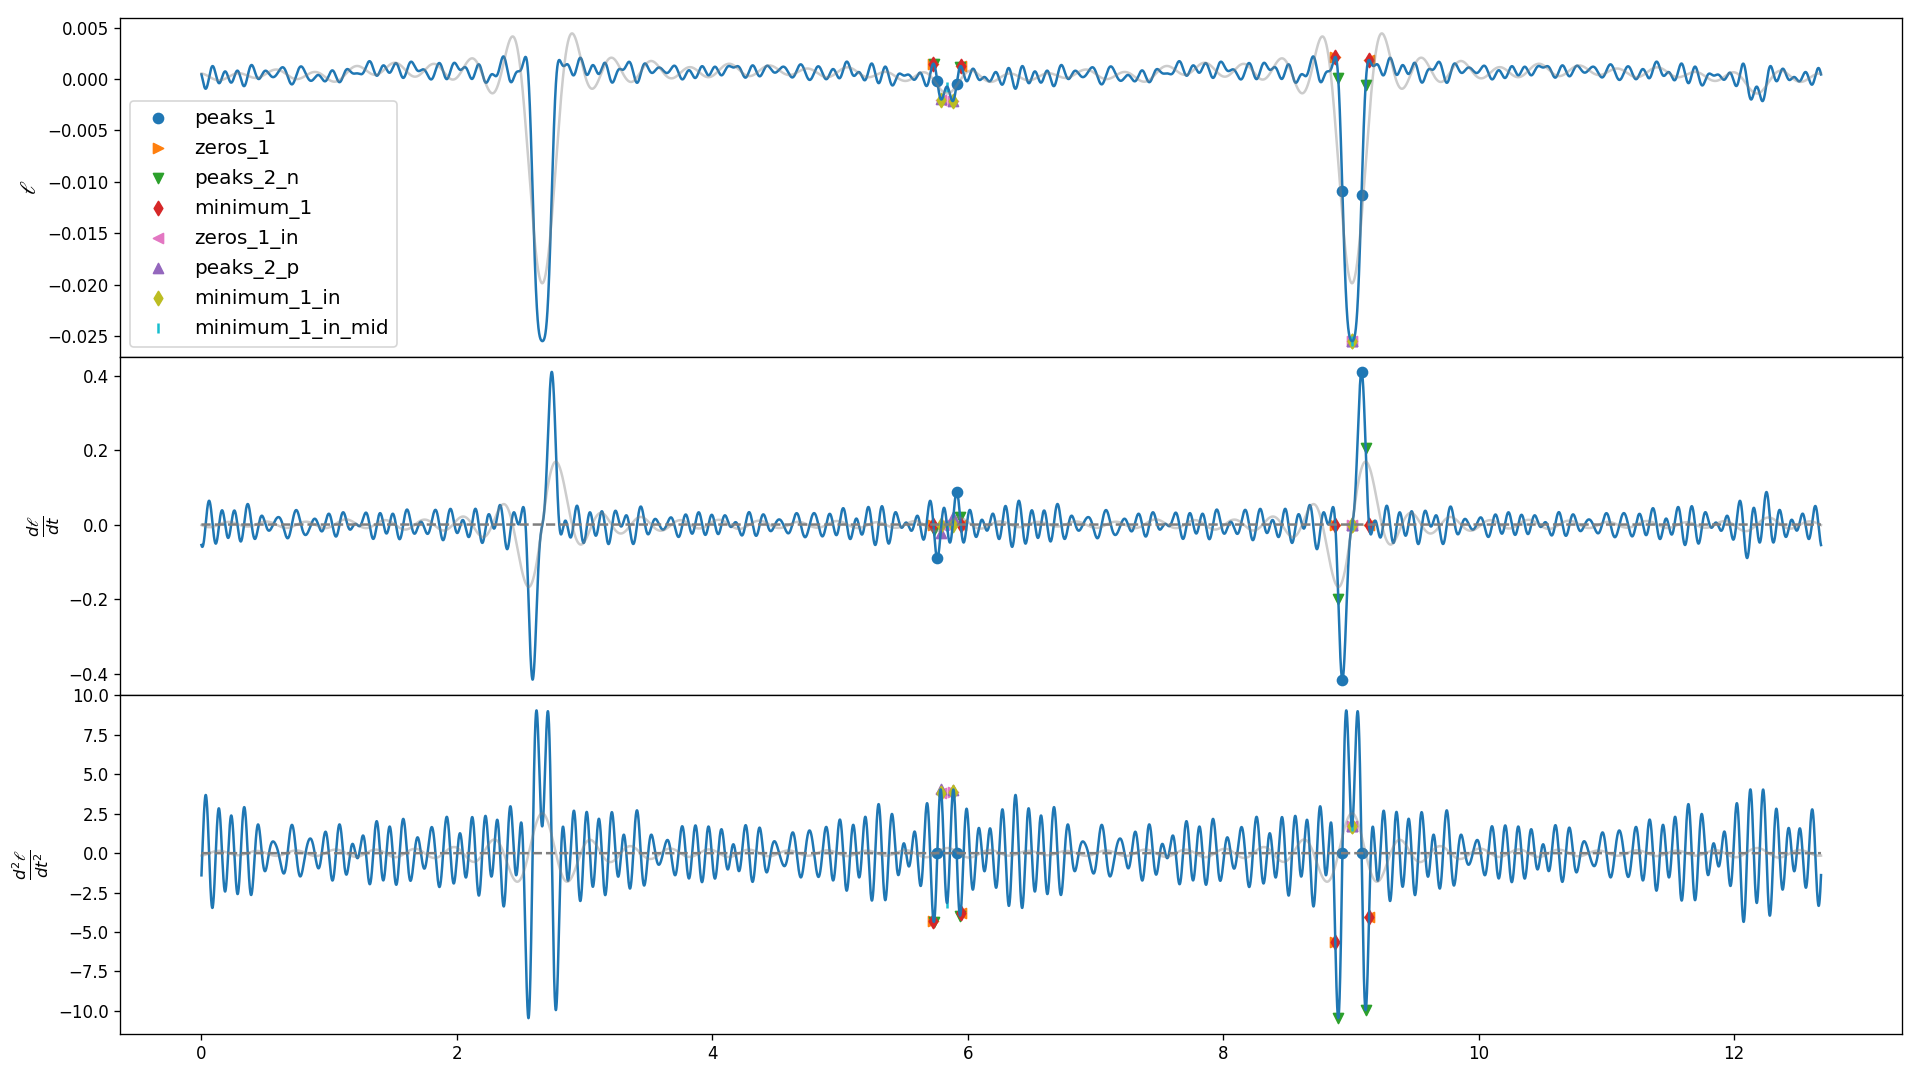 0.005
0.000
−0.005
−0.010
−0.015
−0.020
−0.025
ℓ
peaks_1
zeros_1
peaks_2_n
minimum_1
zeros_1_in
peaks_2_p
minimum_1_in
minimum_1_in_mid
0.4
0.2
0.0
−0.2
−0.4
dℓ
dt
10.0
7.5
5.0
2.5
0.0
−2.5
−5.0
−7.5
−10.0
d²ℓ
dt²
0 2 4 6 8 10 12